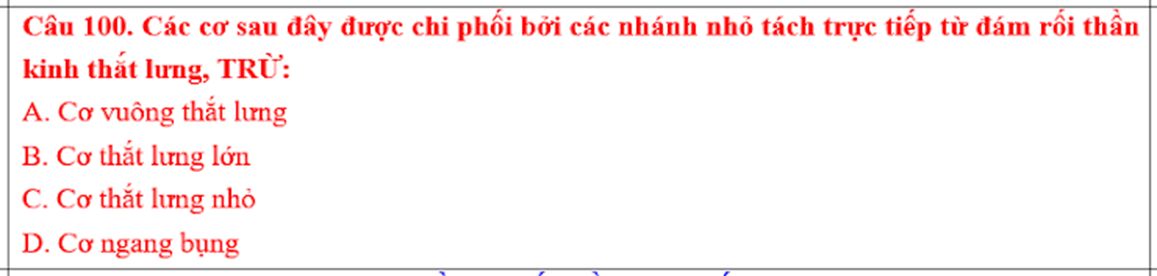 Câu 100. Các cơ sau đây được chi phối bởi các nhánh nhỏ tách trực tiếp từ đám rối thần
kinh thắt lưng, TRỪ:
A. Cơ vuông thắt lưng
B. Cơ thắt lưng lớn
C. Cơ thắt lưng nhỏ
D. Cơ ngang bụng